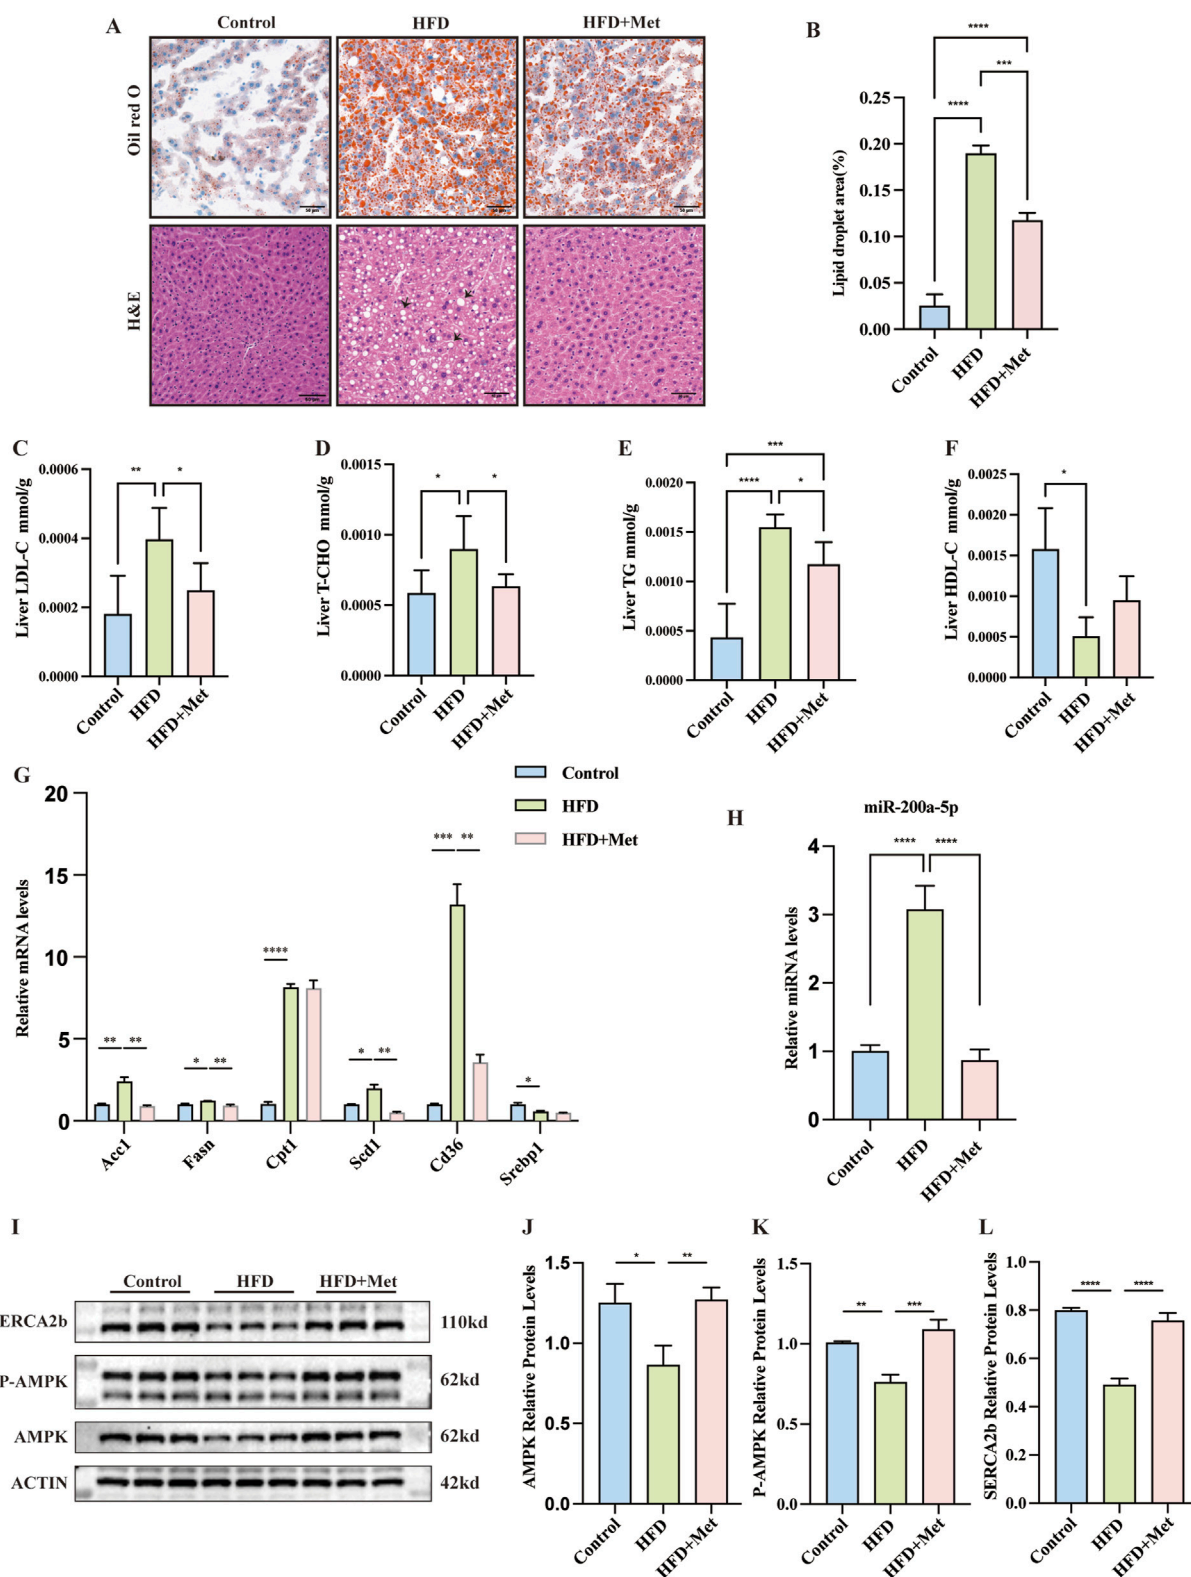 A
Control
HFD
HFD+Met
Oil red O
50 μm
50 μm
50 μm
H&E
B
****
***
****
Lipid droplet area(%)
0.25
0.20
0.15
0.10
0.05
0.00
Control
HFD
HFD+Met
C
Liver LDL-C mmol/g
0.0006
0.0004
0.0002
0.0000
**
*
Control
HFD
HFD+Met
D
Liver T-CHO mmol/g
0.0015
0.0010
0.0005
0.0000
*
*
Control
HFD
HFD+Met
E
Liver TG mmol/g
0.0020
0.0015
0.0010
0.0005
0.0000
***
****
*
Control
HFD
HFD+Met
F
Liver HDL-C mmol/g
0.0025
0.0020
0.0015
0.0010
0.0005
0.0000
*
Control
HFD
HFD+Met
G
Control
HFD
HFD+Met
Relative mRNA levels
20
15
10
5
0
** **
* **
****
* **
*** **
*
Acc1
Fasn
Cpt1
Scd1
Cd36
Srebp1
H
miR-200a-5p
Relative miRNA levels
4
3
2
1
0
**** ****
Control
HFD
HFD+Met
I
Control
HFD
HFD+Met
ERCA2b
110kd
P-AMPK
62kd
AMPK
62kd
ACTIN
42kd
J
AMPK Relative Protein Levels
1.5
1.0
0.5
0.0
* **
Control
HFD
HFD+Met
K
P-AMPK Relative Protein Levels
1.5
1.0
0.5
0.0
** ***
Control
HFD
HFD+Met
L
SERCA2b Relative Protein Levels
1.0
0.8
0.6
0.4
0.2
0.0
**** ****
Control
HFD
HFD+Met